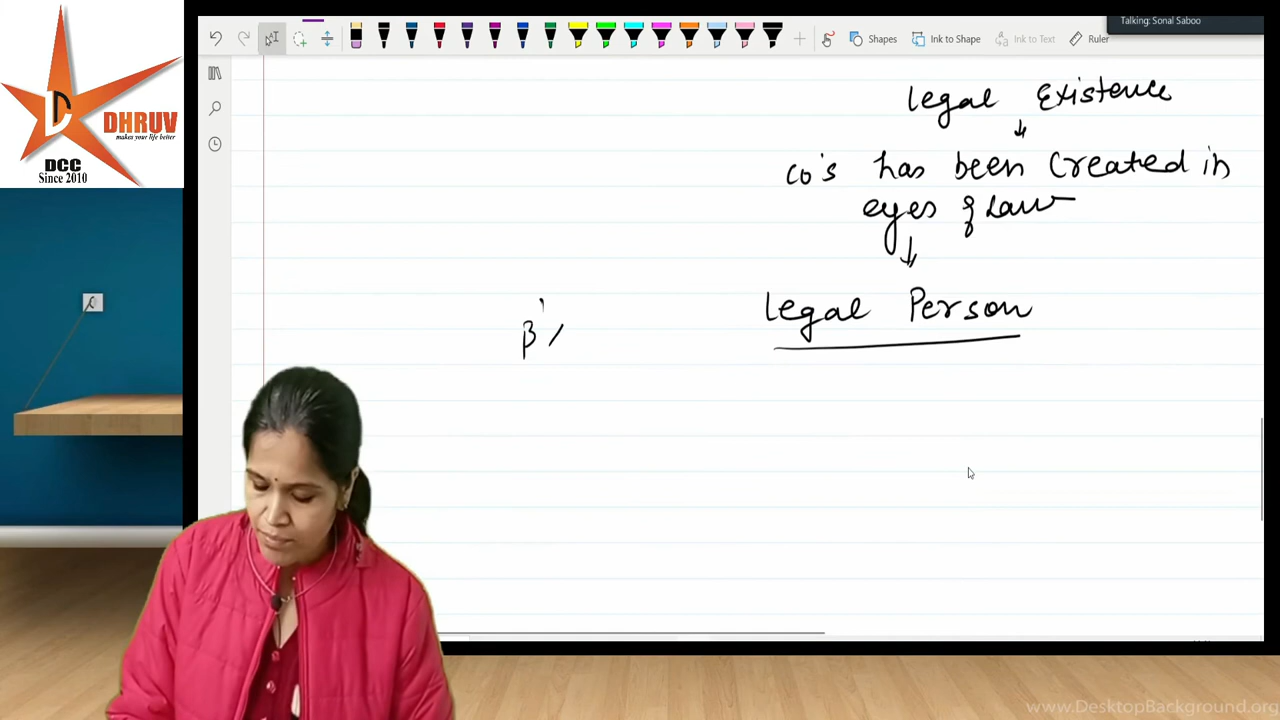 Talking: Sonal Saboo
Shapes
Ink to Shape
Ink to Text
Ruler
DHRUV
makes your life better
DCC
Since 2010
legal Existence
↓
co's has been created in
eyes of Law
↓
legal Person
www.DesktopBackground.org